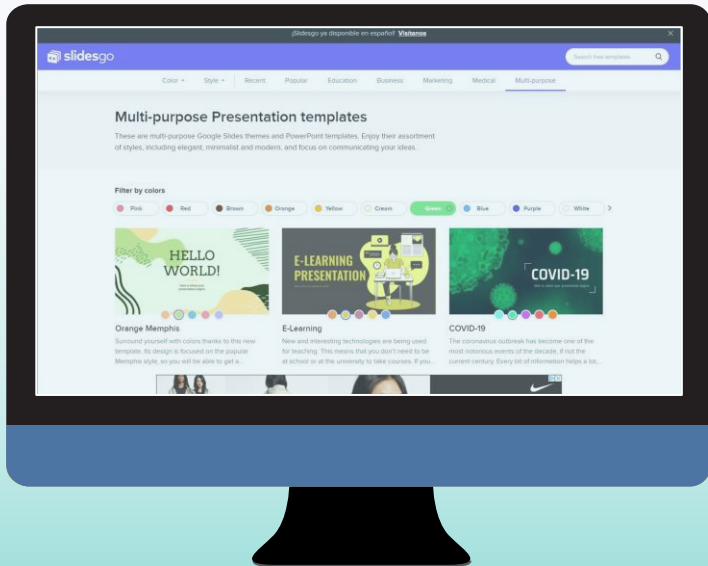 ¡Slidesgo ya disponible en español! Visítanos
slidesgo
Search free templates
Color
Style
Recent
Popular
Education
Business
Marketing
Medical
Multi-purpose
Multi-purpose Presentation templates
These are multi-purpose Google Slides themes and PowerPoint templates. Enjoy their assortment
of styles, including elegant, minimalist and modern, and focus on communicating your ideas.
Filter by colors
Pink
Red
Brown
Orange
Yellow
Cream
Green
Blue
Purple
White
HELLO
WORLD!
E-LEARNING
PRESENTATION
COVID-19
Orange Memphis
Surround yourself with colors thanks to this new
template. Its design is focused on the popular
Memphis style, so you will be able to get a...
E-Learning
New and interesting technologies are being used
for teaching. This means that you don't need to be
at school or at the university to take courses. If you...
COVID-19
The coronavirus outbreak has become one of the
most notorious events of the decade, if not the
current century. Every bit of information helps a lot,...